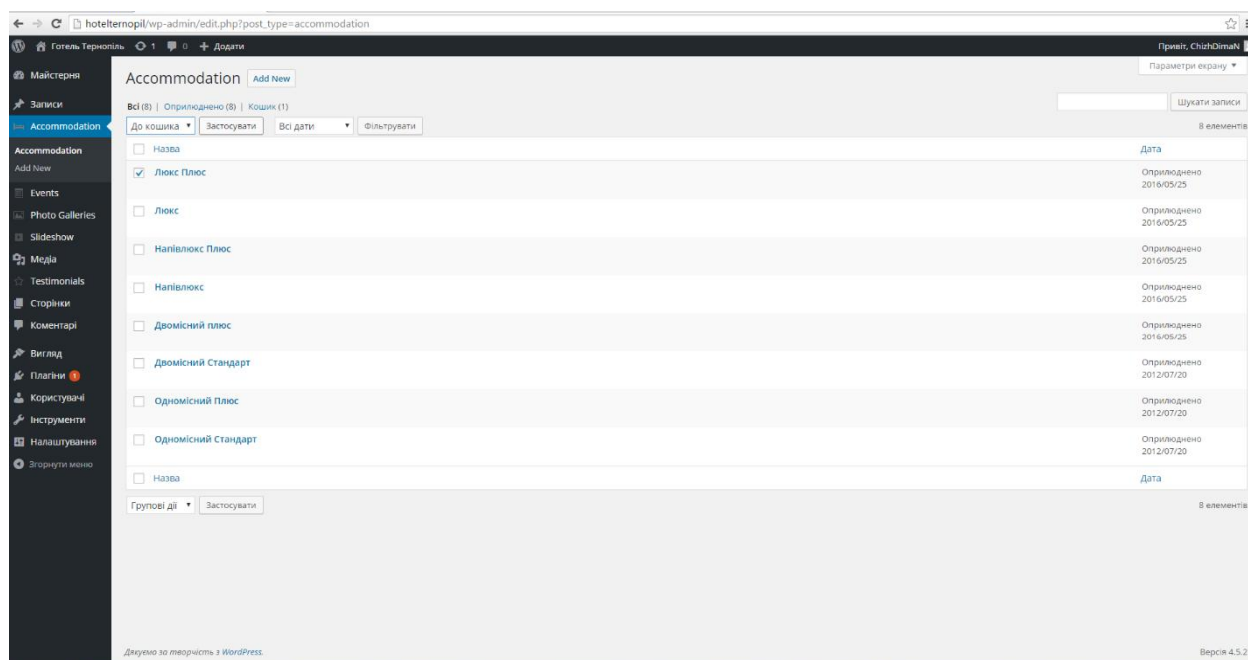 hotelternopil/wp-admin/edit.php?post_type=accommodation
Готель Тернопіль 1 0 + Додати Привіт, ChizhDimaN
Майстерня
Записи
Accommodation
Accommodation
Add New
Events
Photo Galleries
Slideshow
Медіа
Testimonials
Сторінки
Коментарі
Вигляд
Плагіни 1
Користувачі
Інструменти
Налаштування
Згорнути меню
Accommodation Add New Параметри екрану
Всі (8) | Оприлюднено (8) | Кошик (1) Шукати записи
До кошика Застосувати Всі дати Фільтрувати 8 елементів
Назва Дата
Люкс Плюс Оприлюднено
2016/05/25
Люкс Оприлюднено
2016/05/25
Напівлюкс Плюс Оприлюднено
2016/05/25
Напівлюкс Оприлюднено
2016/05/25
Двомісний плюс Оприлюднено
2016/05/25
Двомісний Стандарт Оприлюднено
2012/07/20
Одномісний Плюс Оприлюднено
2012/07/20
Одномісний Стандарт Оприлюднено
2012/07/20
Назва Дата
Групові дії Застосувати 8 елементів
Дякуємо за творчість з WordPress. Версія 4.5.2